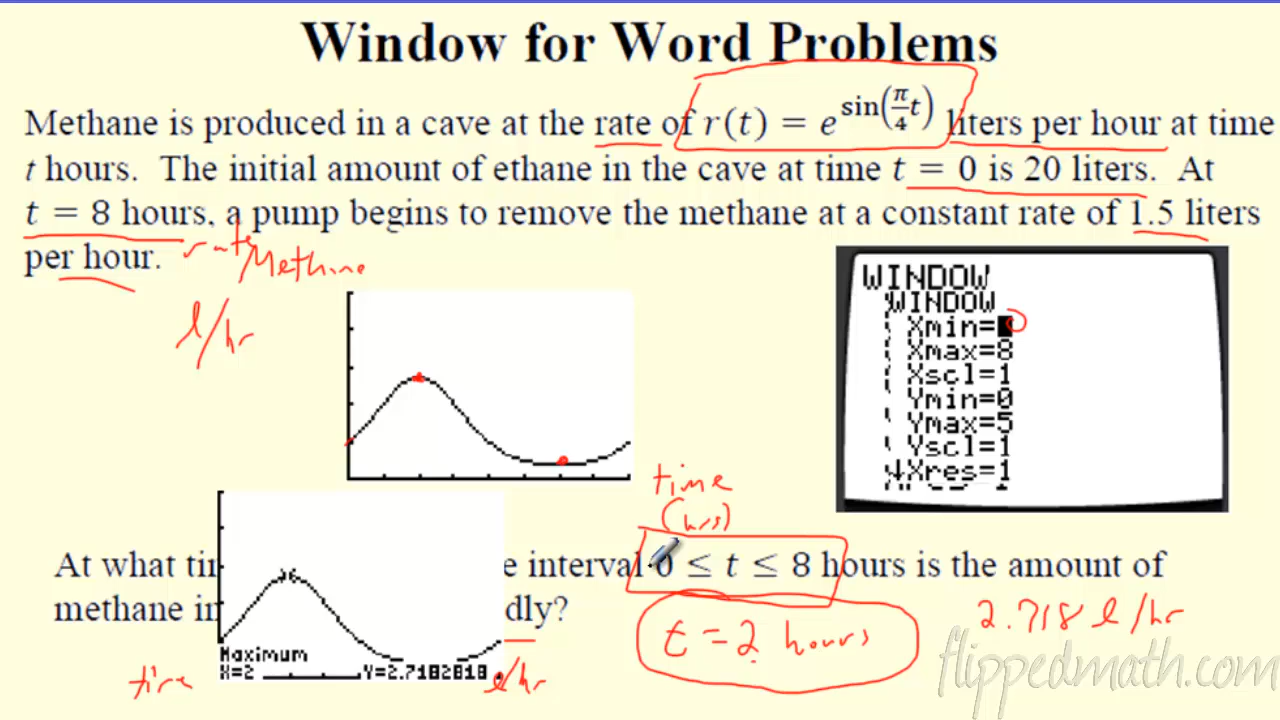 Window for Word Problems
Methane is produced in a cave at the rate of r(t) = e^{sin(π/4 t)} liters per hour at time
t hours. The initial amount of ethane in the cave at time t = 0 is 20 liters. At
t = 8 hours, a pump begins to remove the methane at a constant rate of 1.5 liters
per hour.
rate/Methane
l/hr
WINDOW
WINDOW
Xmin= 0
Xmax=8
Xscl=1
Ymin=0
Ymax=5
Yscl=1
↓Xres=1
time
(hrs)
At what tim e interval 0 ≤ t ≤ 8 hours is the amount of
methane in dly?
t = 2 hours
2.718 l/hr
Maximum
X=2 Y=2.7182818
time
l/hr
flippedmath.com